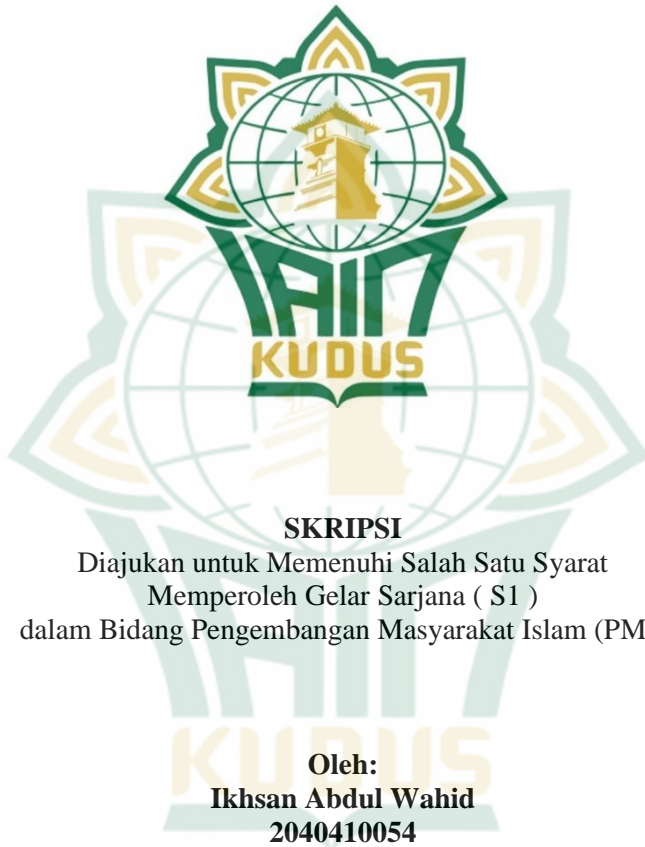 IAIN
KUDUS
SKRIPSI
Diajukan untuk Memenuhi Salah Satu Syarat
Memperoleh Gelar Sarjana ( S1 )
dalam Bidang Pengembangan Masyarakat Islam (PM
Oleh:
Ikhsan Abdul Wahid
2040410054